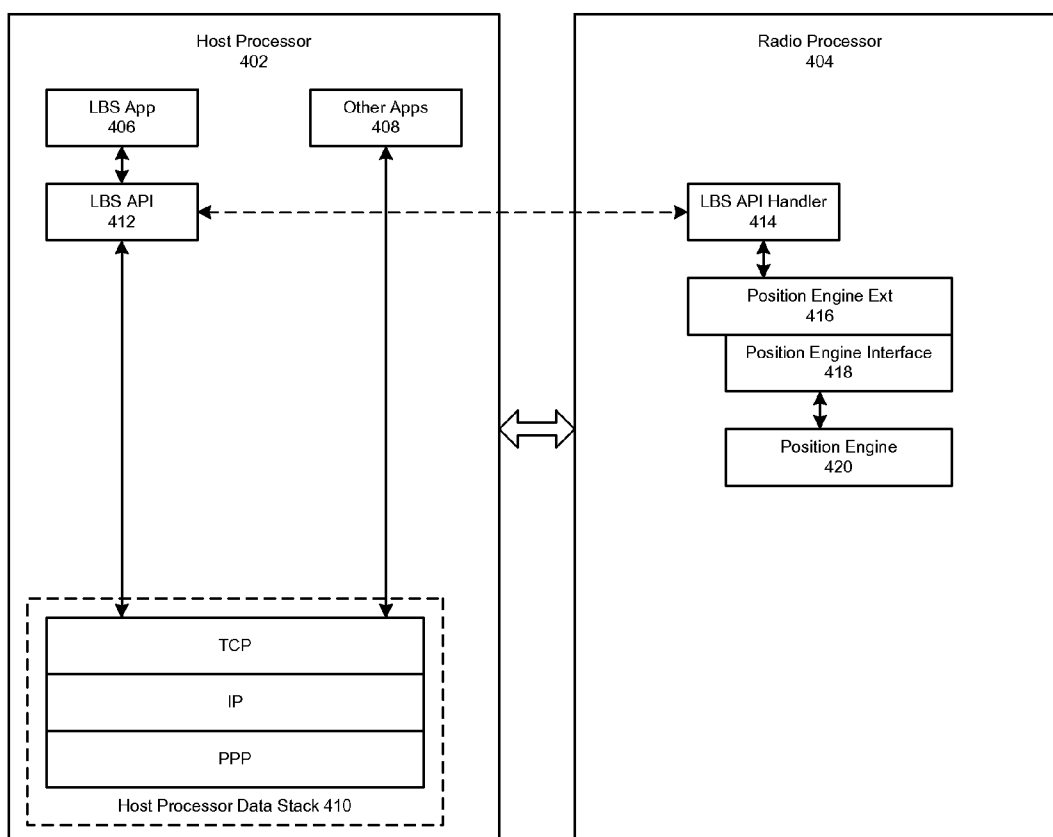 Host Processor
402
LBS App
406
Other Apps
408
LBS API
412
TCP
IP
PPP
Host Processor Data Stack 410
Radio Processor
404
LBS API Handler
414
Position Engine Ext
416
Position Engine Interface
418
Position Engine
420